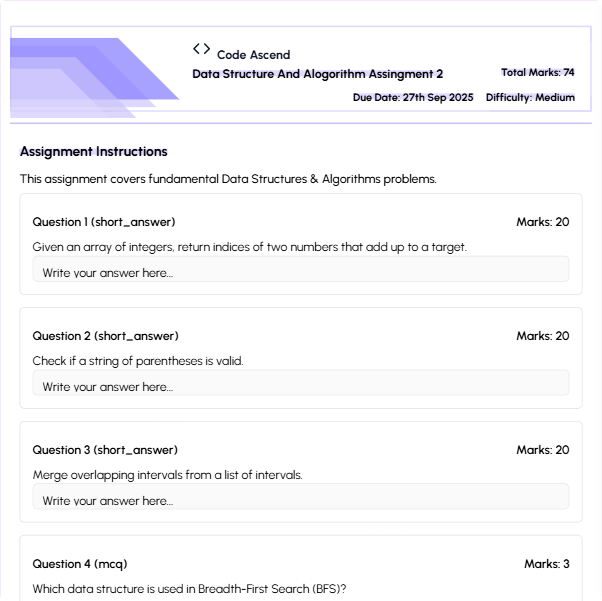 <> Code Ascend
Data Structure And Alogorithm Assingment 2 Total Marks: 74
Due Date: 27th Sep 2025 Difficulty: Medium
Assignment Instructions
This assignment covers fundamental Data Structures & Algorithms problems.
Question 1 (short_answer) Marks: 20
Given an array of integers, return indices of two numbers that add up to a target.
Write your answer here...
Question 2 (short_answer) Marks: 20
Check if a string of parentheses is valid.
Write your answer here...
Question 3 (short_answer) Marks: 20
Merge overlapping intervals from a list of intervals.
Write your answer here...
Question 4 (mcq) Marks: 3
Which data structure is used in Breadth-First Search (BFS)?